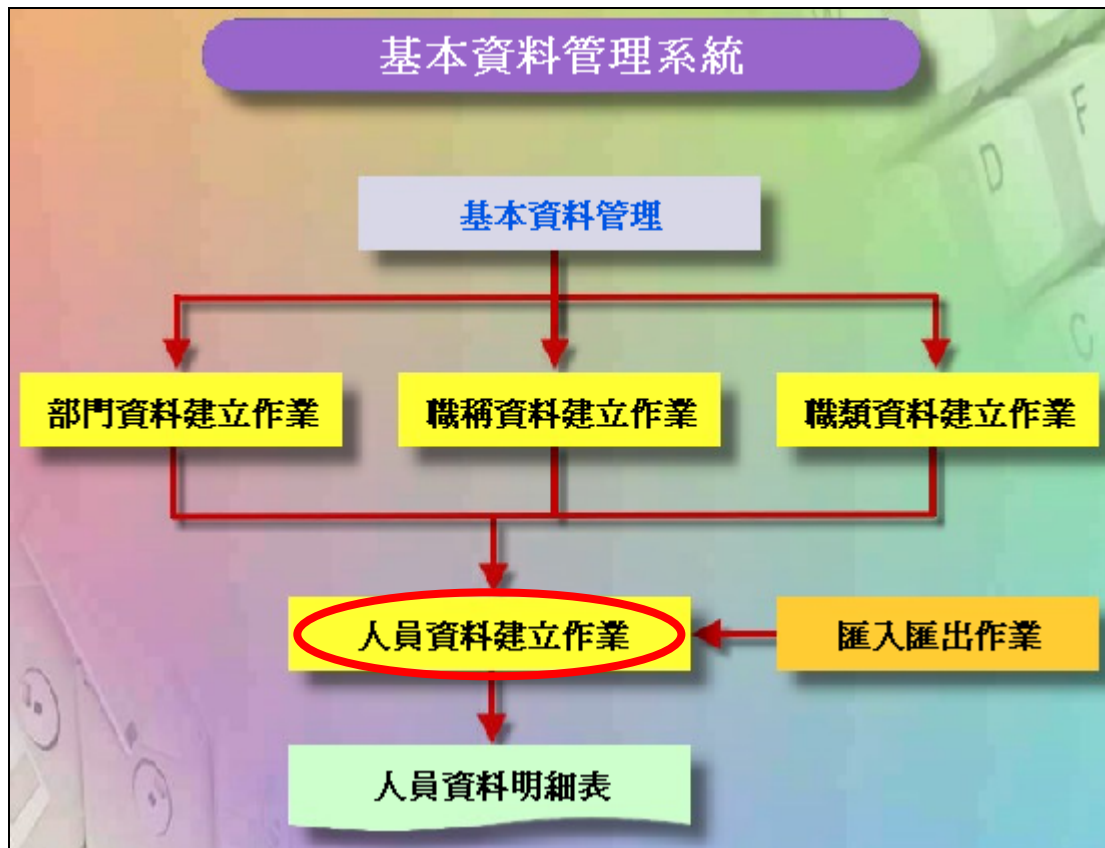 基本資料管理系統
基本資料管理
部門資料建立作業
職稱資料建立作業
職類資料建立作業
人員資料建立作業
匯入匯出作業
人員資料明細表
D
F
C